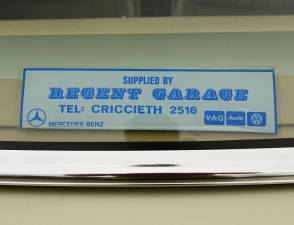 SUPPLIED BY
REGENT GARAGE
TEL: CRICCIETH 2516
MERCEDES BENZ
V·A·G Audi